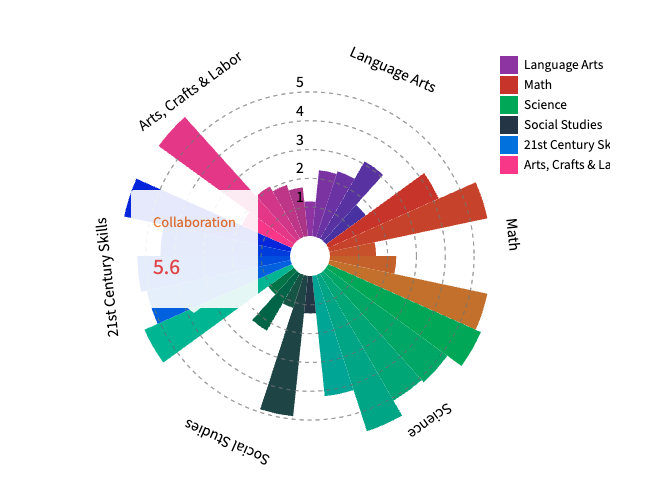 Arts, Crafts & Labor
Language Arts
Math
Science
Social Studies
21st Century Skills
5
4
3
2
1
Collaboration
5.6
Language Arts
Math
Science
Social Studies
21st Century Sk
Arts, Crafts & La